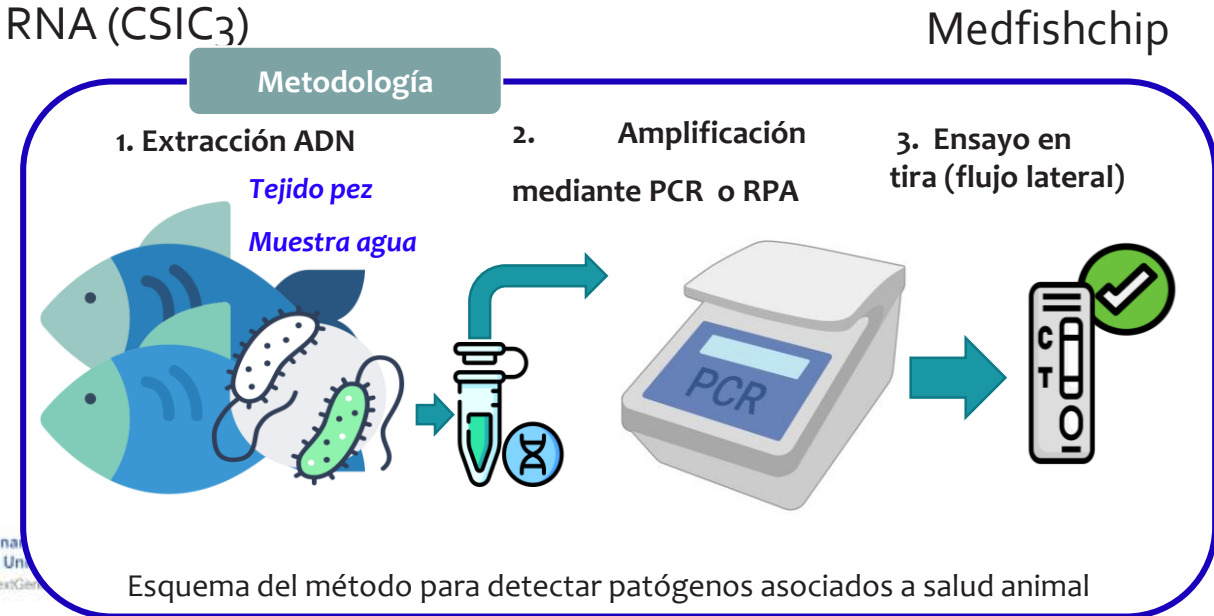 RNA (CSIC3)
Medfishchip
Metodología
1. Extracción ADN
Tejido pez
Muestra agua
2. Amplificación
mediante PCR o RPA
3. Ensayo en
tira (flujo lateral)
PCR
C
T
Esquema del método para detectar patógenos asociados a salud animal